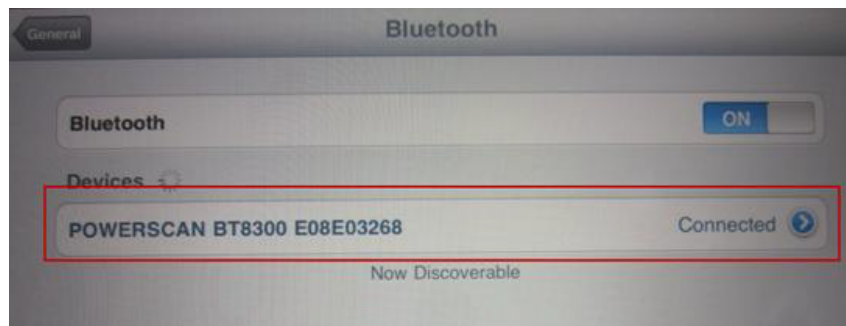 General
Bluetooth
Bluetooth ON
Devices
POWERSCAN BT8300 E08E03268 Connected
Now Discoverable